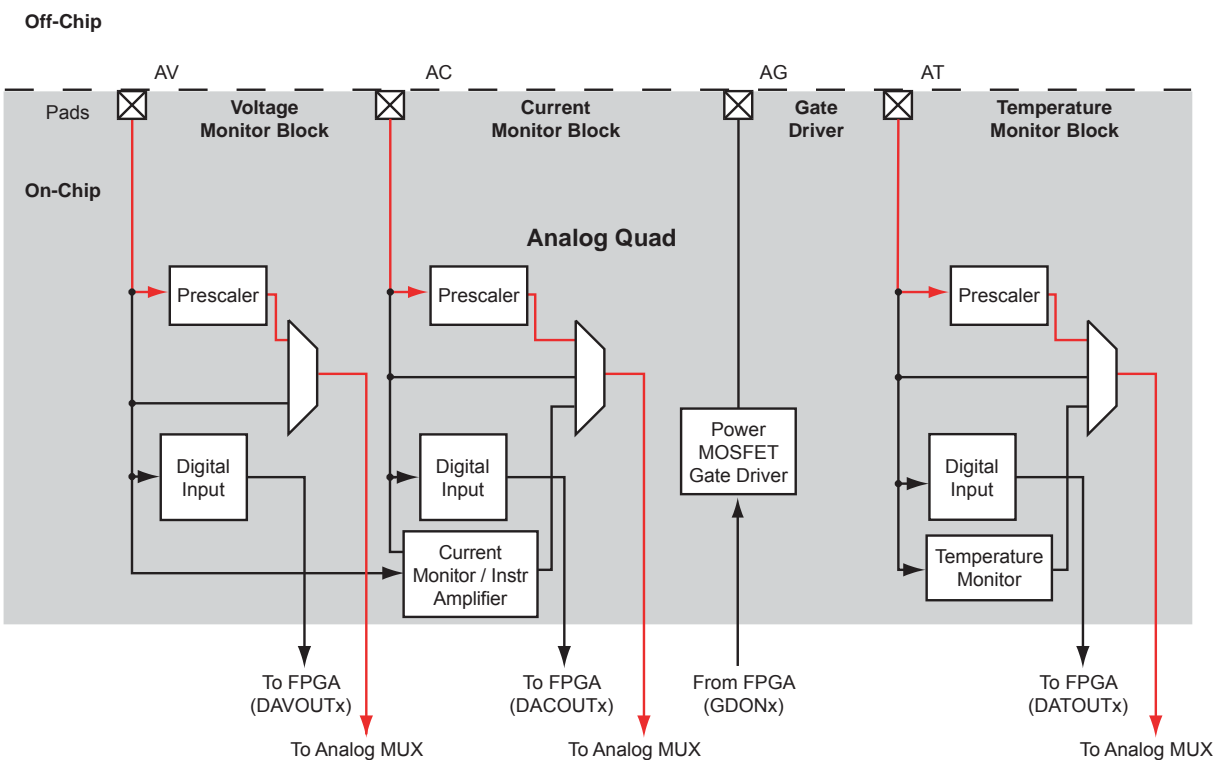 Off-Chip
AV
AC
AG
AT
Pads
Voltage
Monitor Block
Current
Monitor Block
Gate
Driver
Temperature
Monitor Block
On-Chip
Analog Quad
Prescaler
Prescaler
Prescaler
Power
MOSFET
Gate Driver
Digital
Input
Digital
Input
Digital
Input
Current
Monitor / Instr
Amplifier
Temperature
Monitor
To FPGA
(DAVOUTx)
To FPGA
(DACOUTx)
From FPGA
(GDONx)
To FPGA
(DATOUTx)
To Analog MUX
To Analog MUX
To Analog MUX